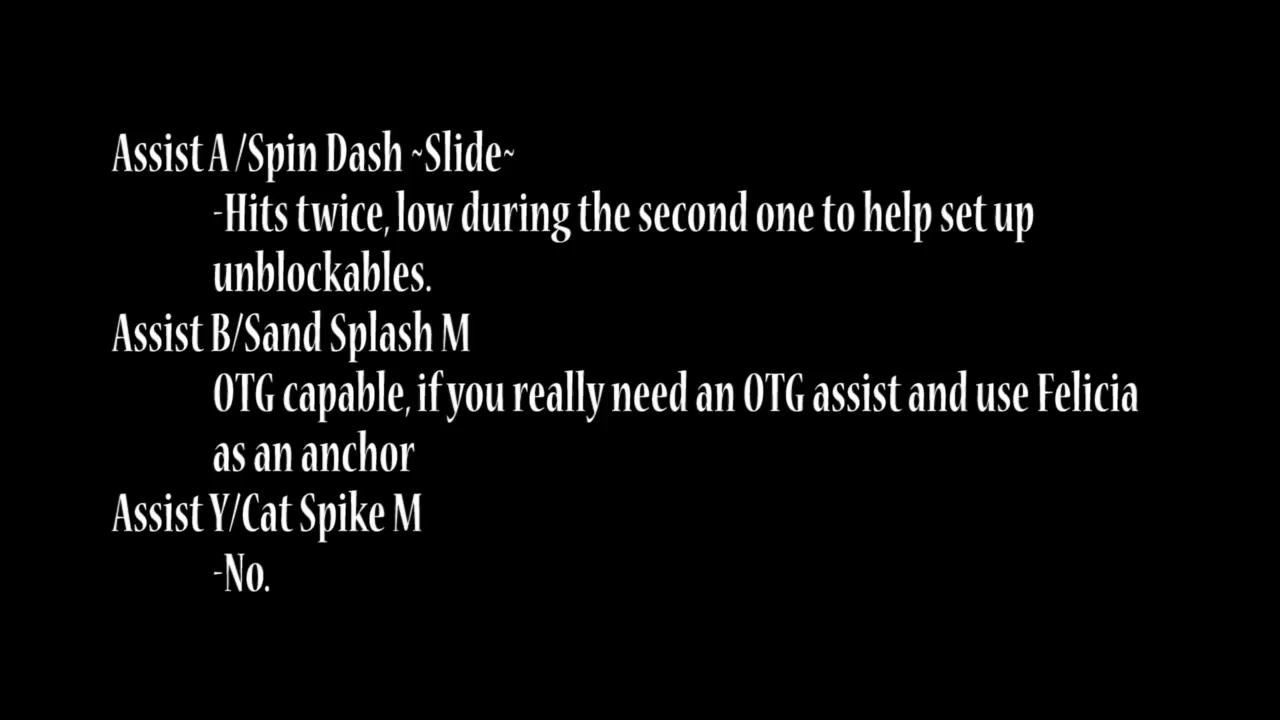 Assist A /Spin Dash ~Slide~
-Hits twice, low during the second one to help set up
unblockables.
Assist B/Sand Splash M
OTG capable, if you really need an OTG assist and use Felicia
as an anchor
Assist Y/Cat Spike M
-No.